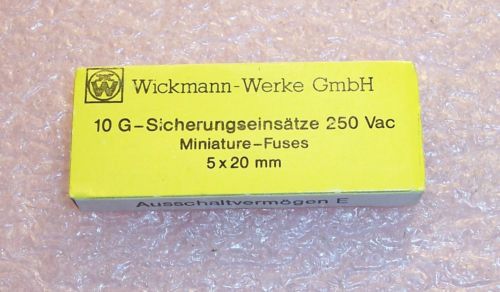 Wickmann-Werke GmbH
10 G-Sicherungseinsätze 250 Vac
Miniature-Fuses
5 x 20 mm
Ausschaltvermögen E